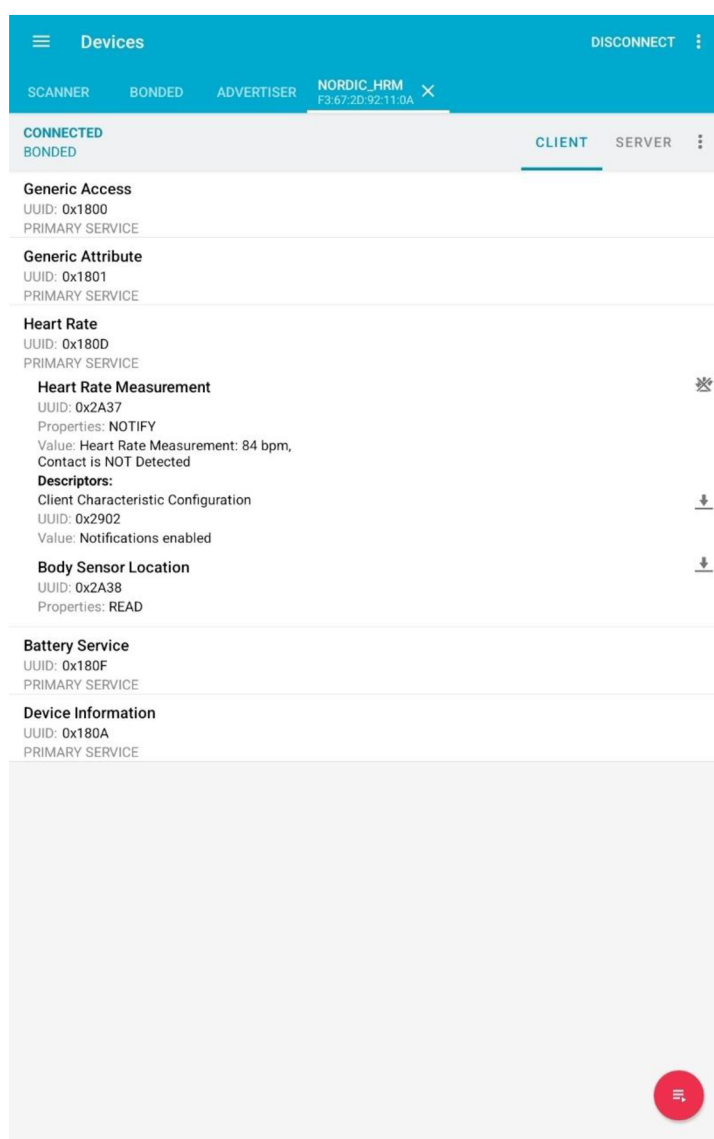 Devices
DISCONNECT
SCANNER
BONDED
ADVERTISER
NORDIC_HRM
F3:67:2D:92:11:0A
CONNECTED
BONDED
CLIENT
SERVER
Generic Access
UUID: 0x1800
PRIMARY SERVICE
Generic Attribute
UUID: 0x1801
PRIMARY SERVICE
Heart Rate
UUID: 0x180D
PRIMARY SERVICE
Heart Rate Measurement
UUID: 0x2A37
Properties: NOTIFY
Value: Heart Rate Measurement: 84 bpm,
Contact is NOT Detected
Descriptors:
Client Characteristic Configuration
UUID: 0x2902
Value: Notifications enabled
Body Sensor Location
UUID: 0x2A38
Properties: READ
Battery Service
UUID: 0x180F
PRIMARY SERVICE
Device Information
UUID: 0x180A
PRIMARY SERVICE